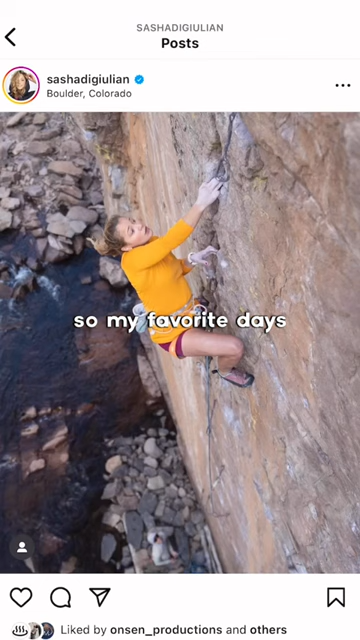 SASHADIGIULIAN
Posts
sashadigiulian
Boulder, Colorado
so my favorite days
Liked by onsen_productions and others